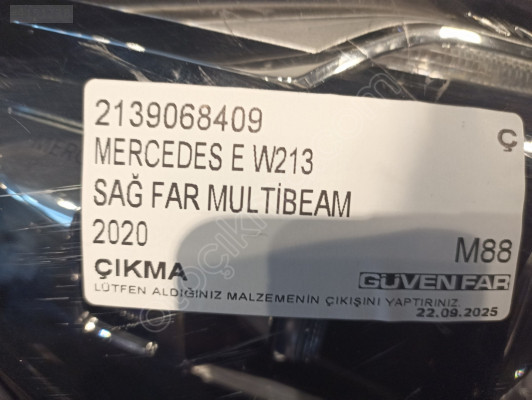 2139068409
Ç
MERCEDES E W213
SAĞ FAR MULTİBEAM
2020
M88
ÇIKMA
GÜVEN FAR
LÜTFEN ALDIĞINIZ MALZEMENİN ÇIKIŞINI YAPTIRINIZ.
22.09.2025